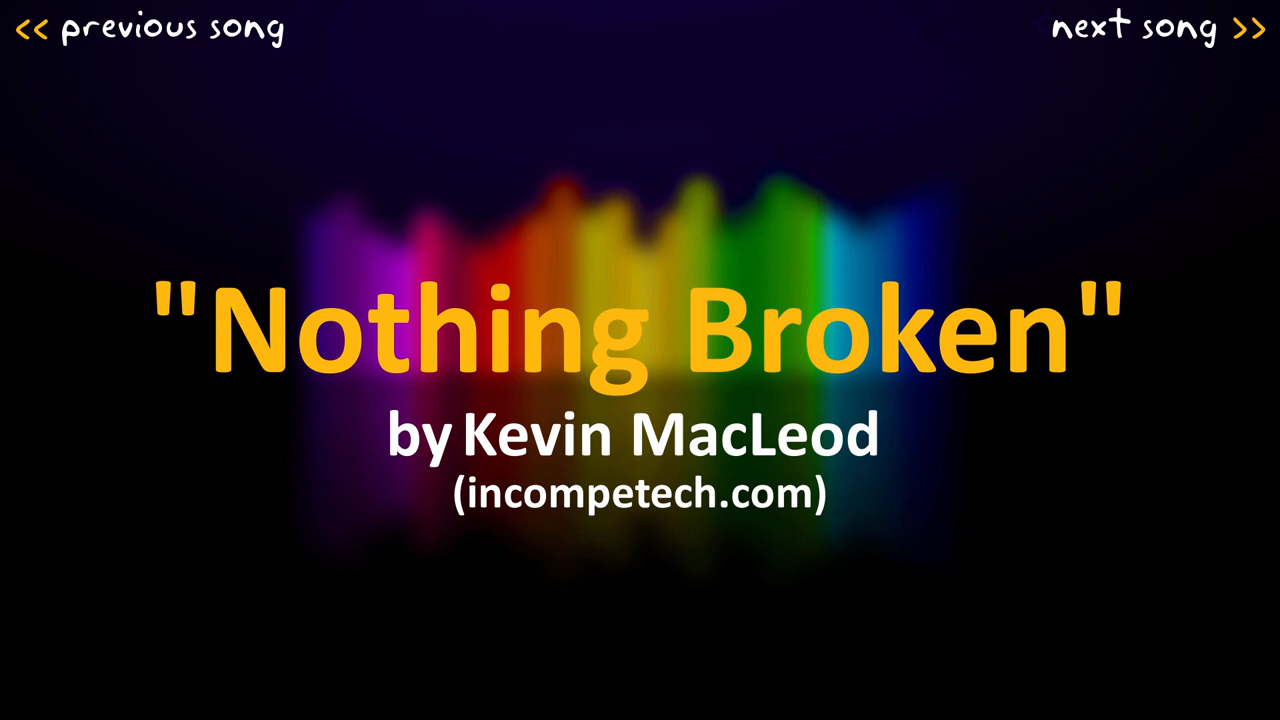 << previous song
next song >>
"Nothing Broken"
by Kevin MacLeod
(incompetech.com)